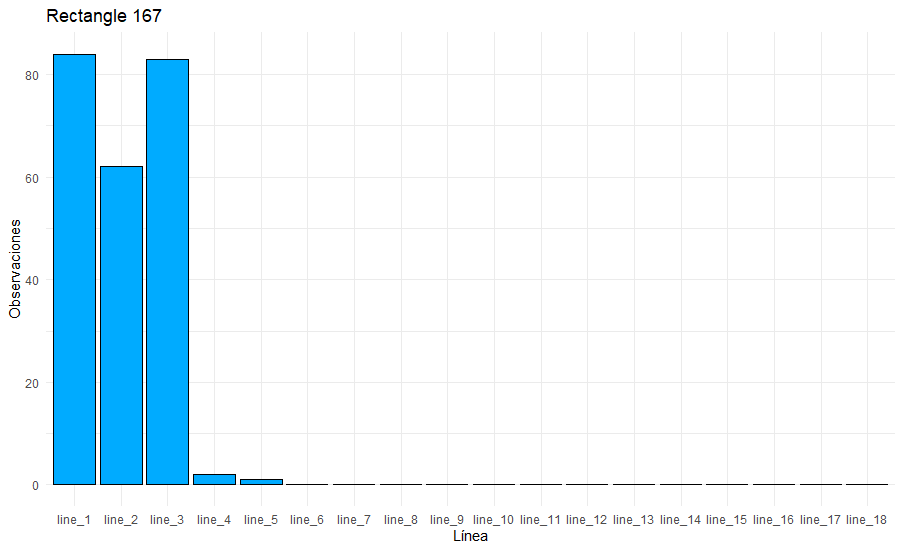 Rectangle 167
80
60
40
20
0
Observaciones
line_1 line_2 line_3 line_4 line_5 line_6 line_7 line_8 line_9 line_10 line_11 line_12 line_13 line_14 line_15 line_16 line_17 line_18
Línea